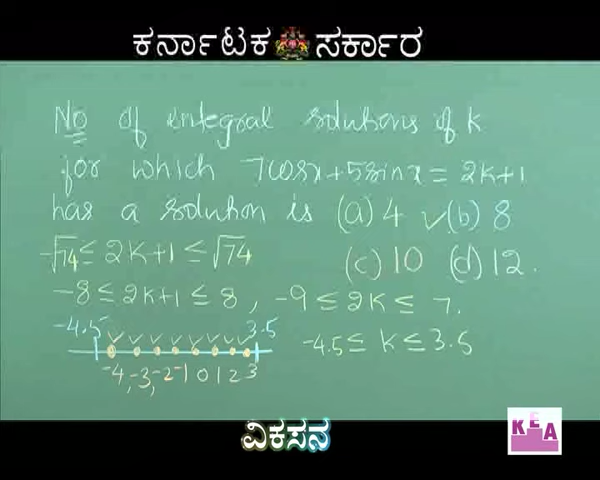 ಕರ್ನಾಟಕ ಸರ್ಕಾರ
No of integral solutions of k
for which 7cosx+5sinx = 2k+1
has a solution is (a) 4 ✓(b) 8
(c) 10 (d) 12.
-√74 ≤ 2k+1 ≤ √74
-8 ≤ 2k+1 ≤ 8, -9 ≤ 2k ≤ 7.
-4.5 ≤ k ≤ 3.5
-4.5 3.5
-4, -3, -2 -1 0 1 2 3
ವಿಕಸನ
KEA